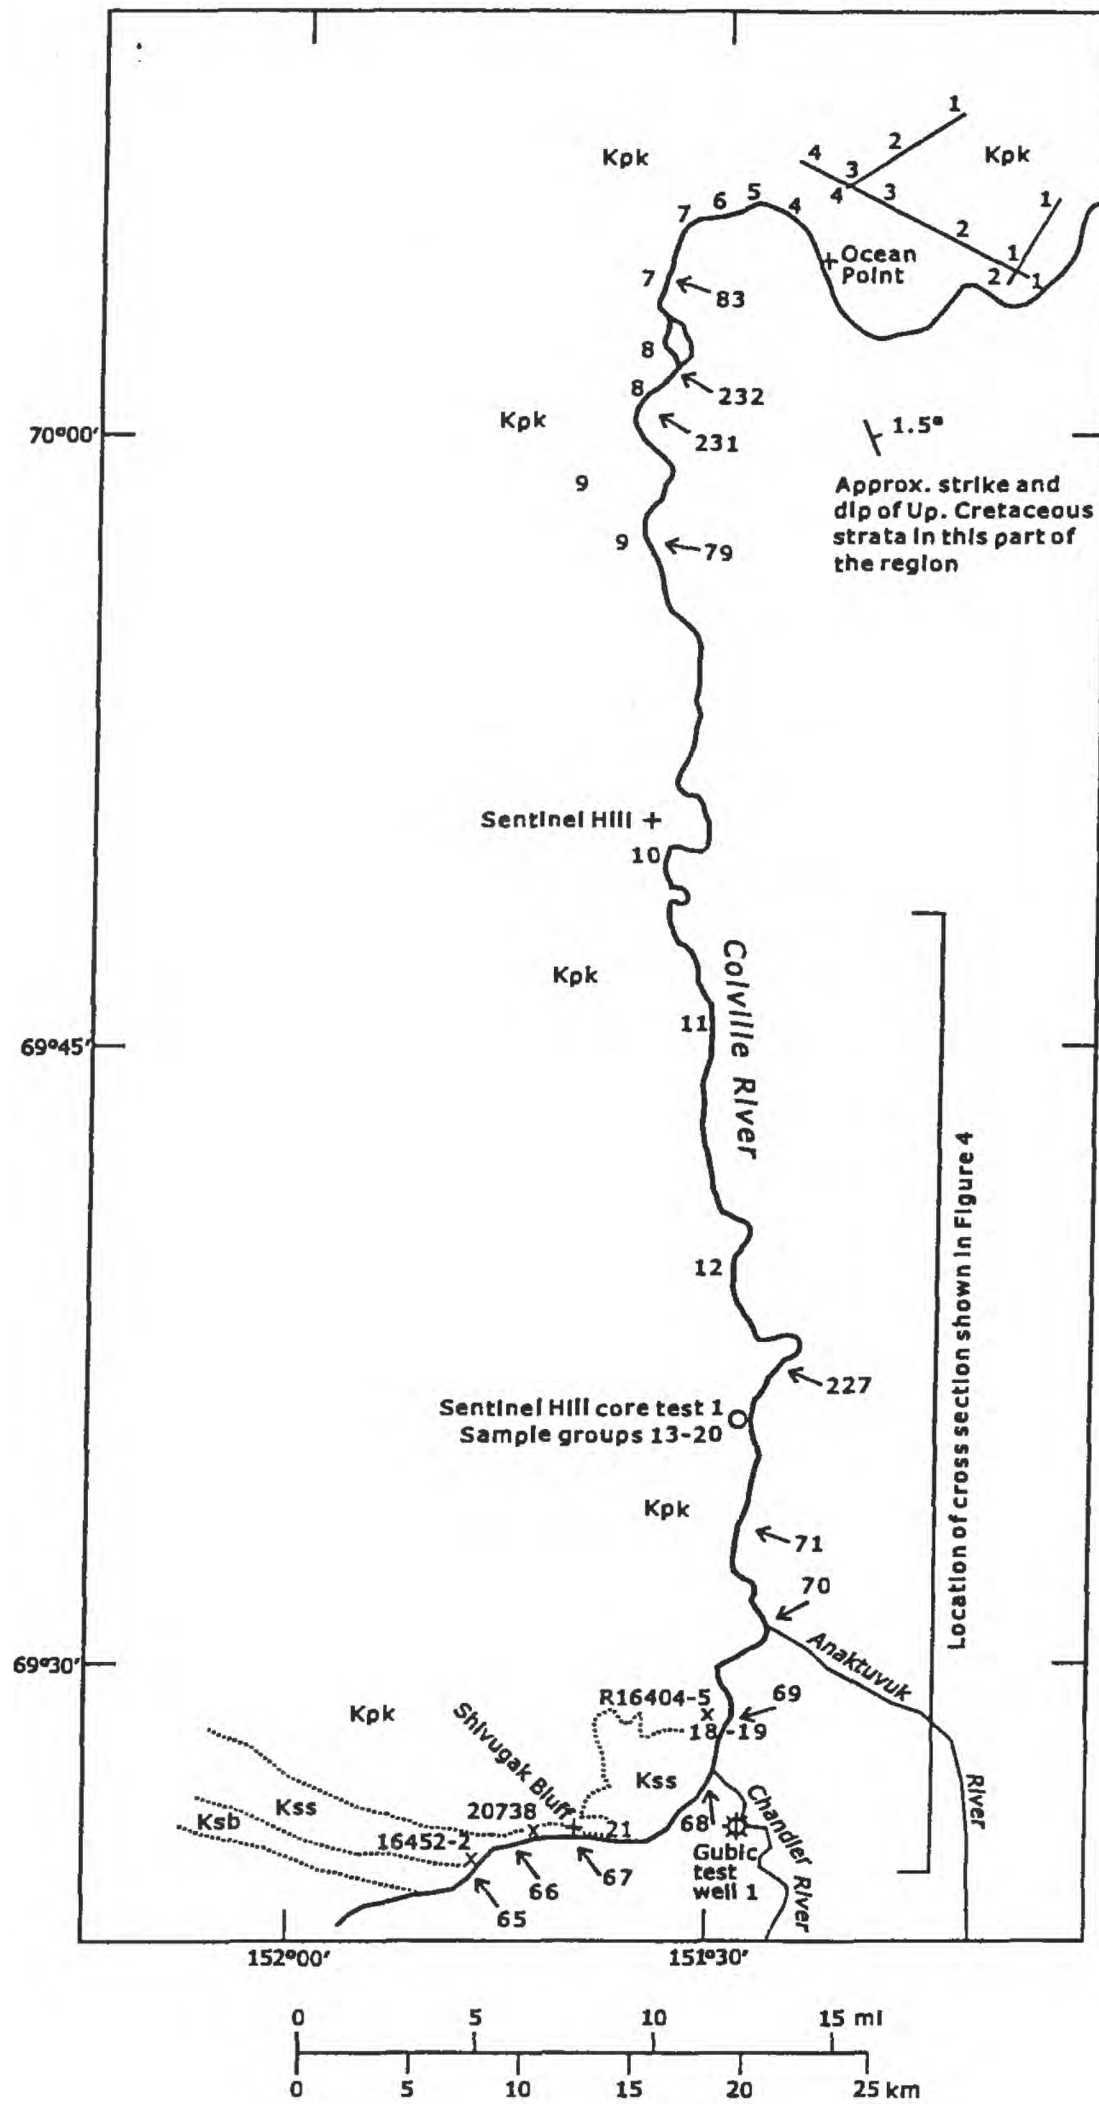 1
Kpk
4
2
Kpk
3
4
3
7
6
5
4
2
1
1
2
1
Ocean
Point
7
83
8
8
232
Kpk
231
70°00'
1.5°
9
Approx. strike and
dip of Up. Cretaceous
strata in this part of
the region
9
79
Sentinel Hill
10
Colville River
Kpk
11
69°45'
Location of cross section shown in Figure 4
12
227
Sentinel Hill core test 1
Sample groups 13-20
Kpk
71
70
Anaktuvuk
River
69°30'
R16404-5
69
18-19
Kpk
Shivugak Bluff
Kss
Kss
Ksb
20738
21
68
Chandler River
16452-2
Gubic
test
well 1
67
66
65
152°00'
151°30'
0 5 10 15 mi
0 5 10 15 20 25 km